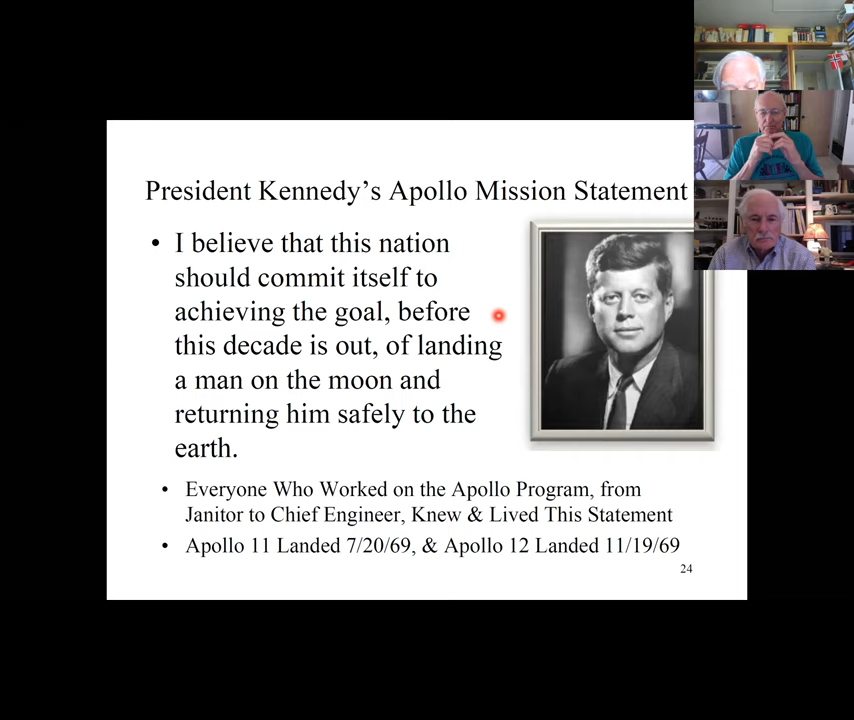 President Kennedy's Apollo Mission Statement
• I believe that this nation
should commit itself to
achieving the goal, before
this decade is out, of landing
a man on the moon and
returning him safely to the
earth.
• Everyone Who Worked on the Apollo Program, from
Janitor to Chief Engineer, Knew & Lived This Statement
• Apollo 11 Landed 7/20/69, & Apollo 12 Landed 11/19/69
24